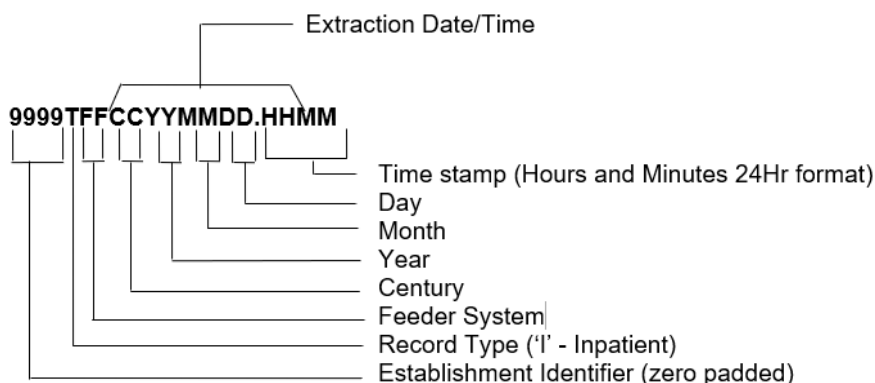 Extraction Date/Time
9999TFFCCYYMMDD.HHMM
Time stamp (Hours and Minutes 24Hr format)
Day
Month
Year
Century
Feeder System
Record Type (‘I’ - Inpatient)
Establishment Identifier (zero padded)